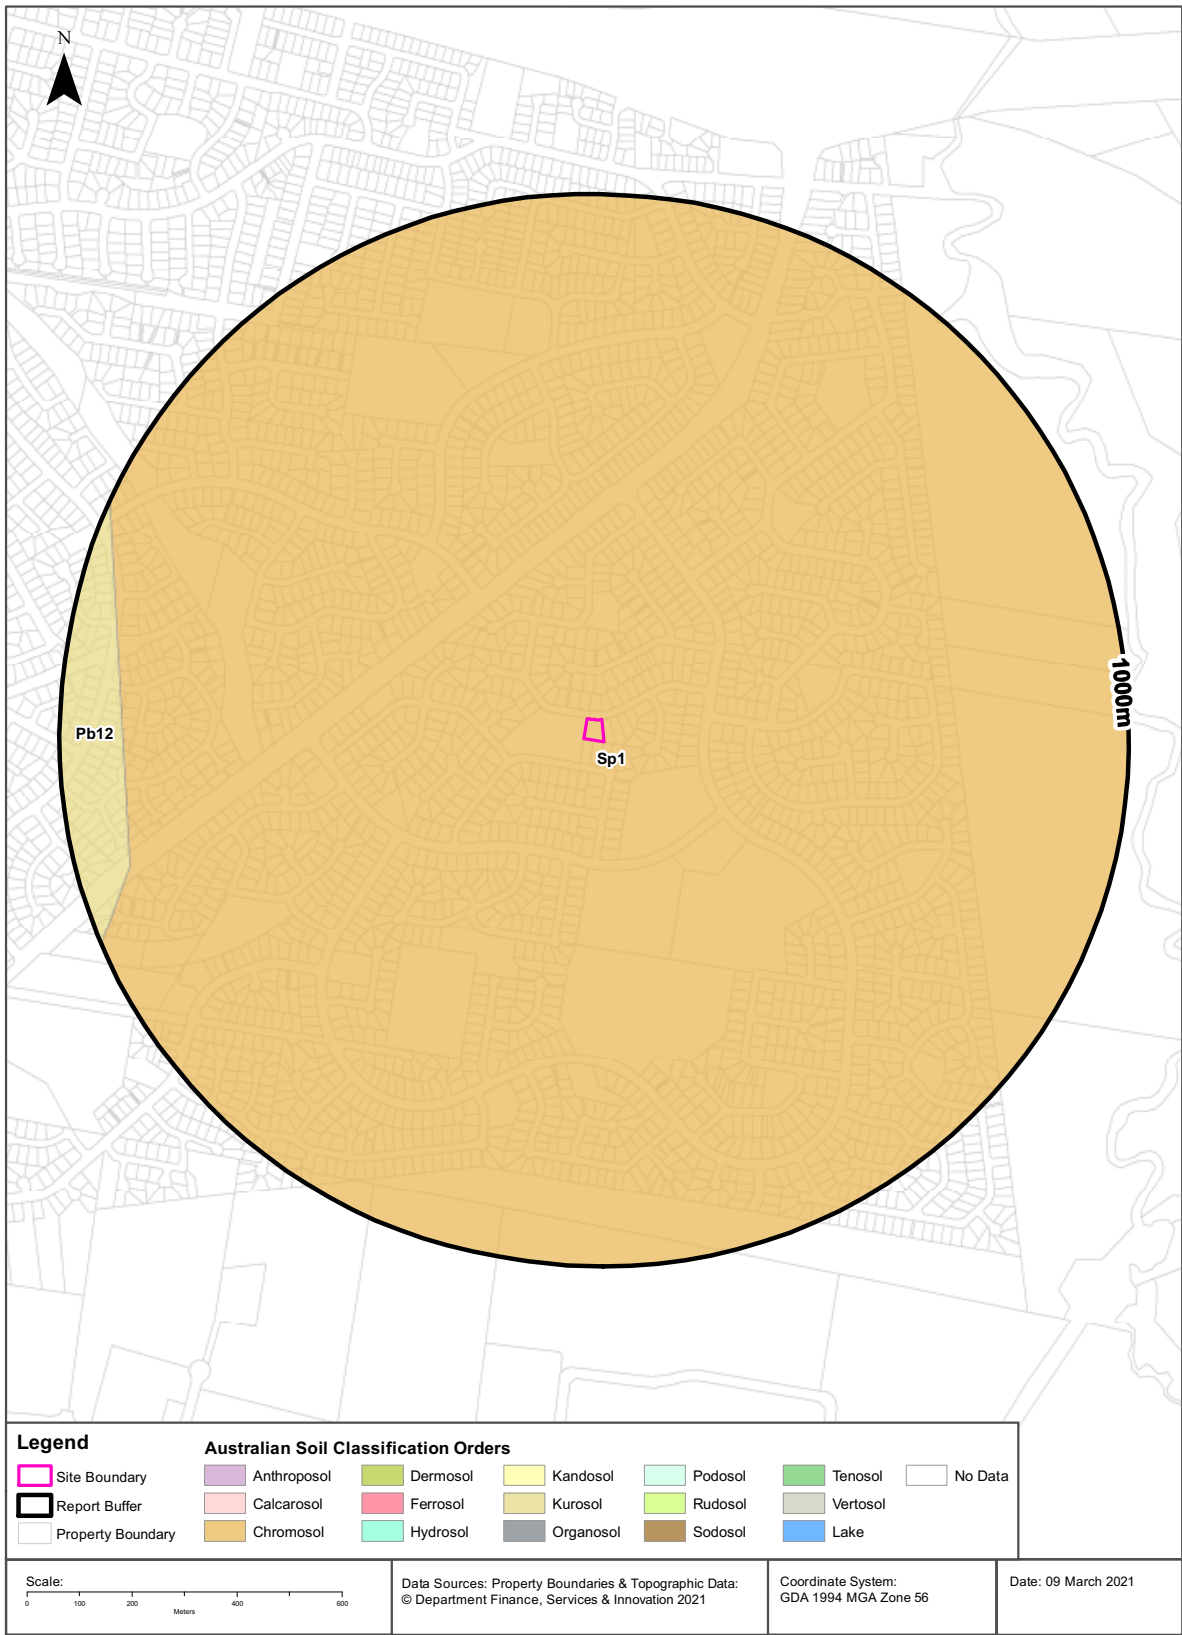 N
1000m
Pb12
Sp1
Legend
Site Boundary
Report Buffer
Property Boundary
Australian Soil Classification Orders
Anthroposol
Calcarosol
Chromosol
Dermosol
Ferrosol
Hydrosol
Kandosol
Kurosol
Organosol
Podosol
Rudosol
Sodosol
Tenosol
Vertosol
Lake
No Data
Scale:
0 100 200 400 600
Meters
Data Sources: Property Boundaries & Topographic Data:
© Department Finance, Services & Innovation 2021
Coordinate System:
GDA 1994 MGA Zone 56
Date: 09 March 2021